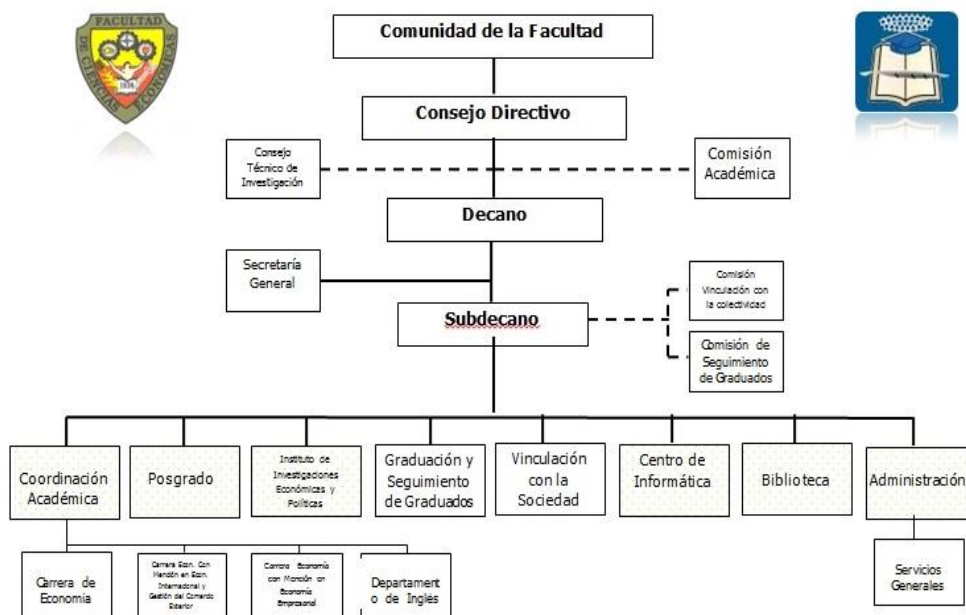 FACULTAD
DE CIENCIAS ECONOMICAS
1938
Comunidad de la Facultad
Consejo Directivo
Consejo
Técnico de
Investigación
Comisión
Académica
Decano
Secretaría
General
Comisión
Vinculación con
la colectividad
Subdecano
Comisión de
Seguimiento
de Graduados
Coordinación
Académica
Posgrado
Instituto de
Investigaciones
Económicas y
Políticas
Graduación y
Seguimiento
de Graduados
Vinculación
con la
Sociedad
Centro de
Informática
Biblioteca
Administración
Carrera de
Economía
Carrera Econ. Con
Mención en Econ.
Internacional y
Gestión del Comercio
Exterior
Carrera Economía
con Mención en
Economía
Empresarial
Departament
o de Inglés
Servicios
Generales